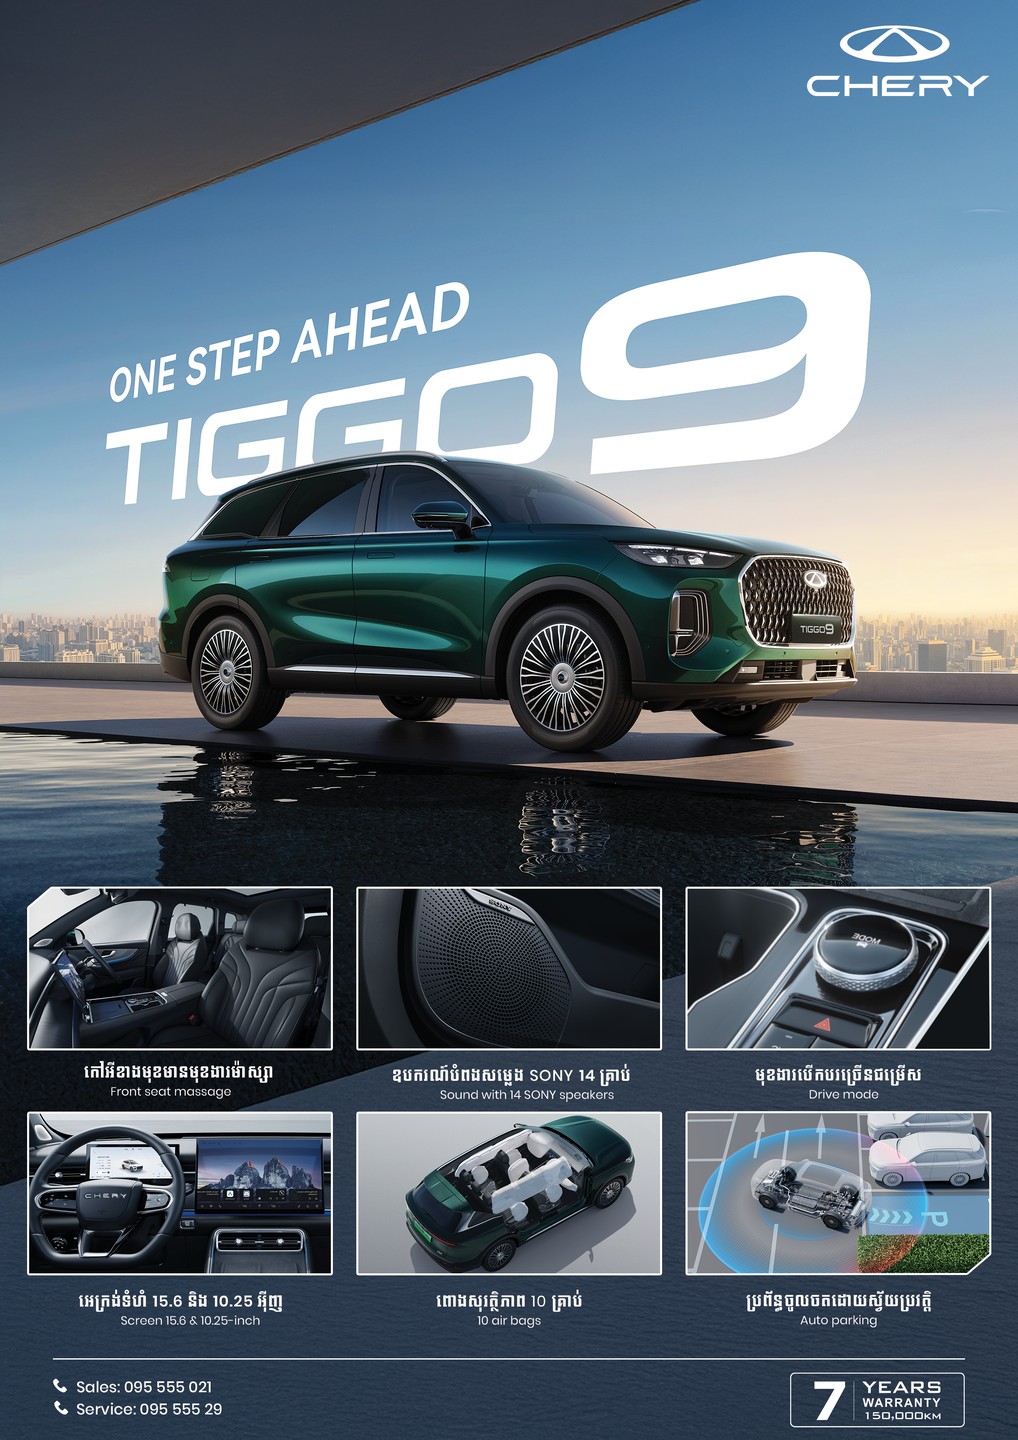 CHERY
ONE STEP AHEAD
TIGGO 9
TIGGO9
SONY
MODE
កៅអីខាងមុខមានមុខងារម៉ាស្សា
Front seat massage
ឧបករណ៍បំពងសម្លេង SONY 14 គ្រាប់
Sound with 14 SONY speakers
មុខងារបើកបរច្រើនជម្រើស
Drive mode
CHERY
P
អេក្រង់ទំហំ 15.6 និង 10.25 អ៊ីញ
Screen 15.6 & 10.25-inch
ពោងសុវត្ថិភាព 10 គ្រាប់
10 air bags
ប្រព័ន្ធចូលចតដោយស្វ័យប្រវត្តិ
Auto parking
Sales: 095 555 021
Service: 095 555 29
7 YEARS
WARRANTY
150,000KM